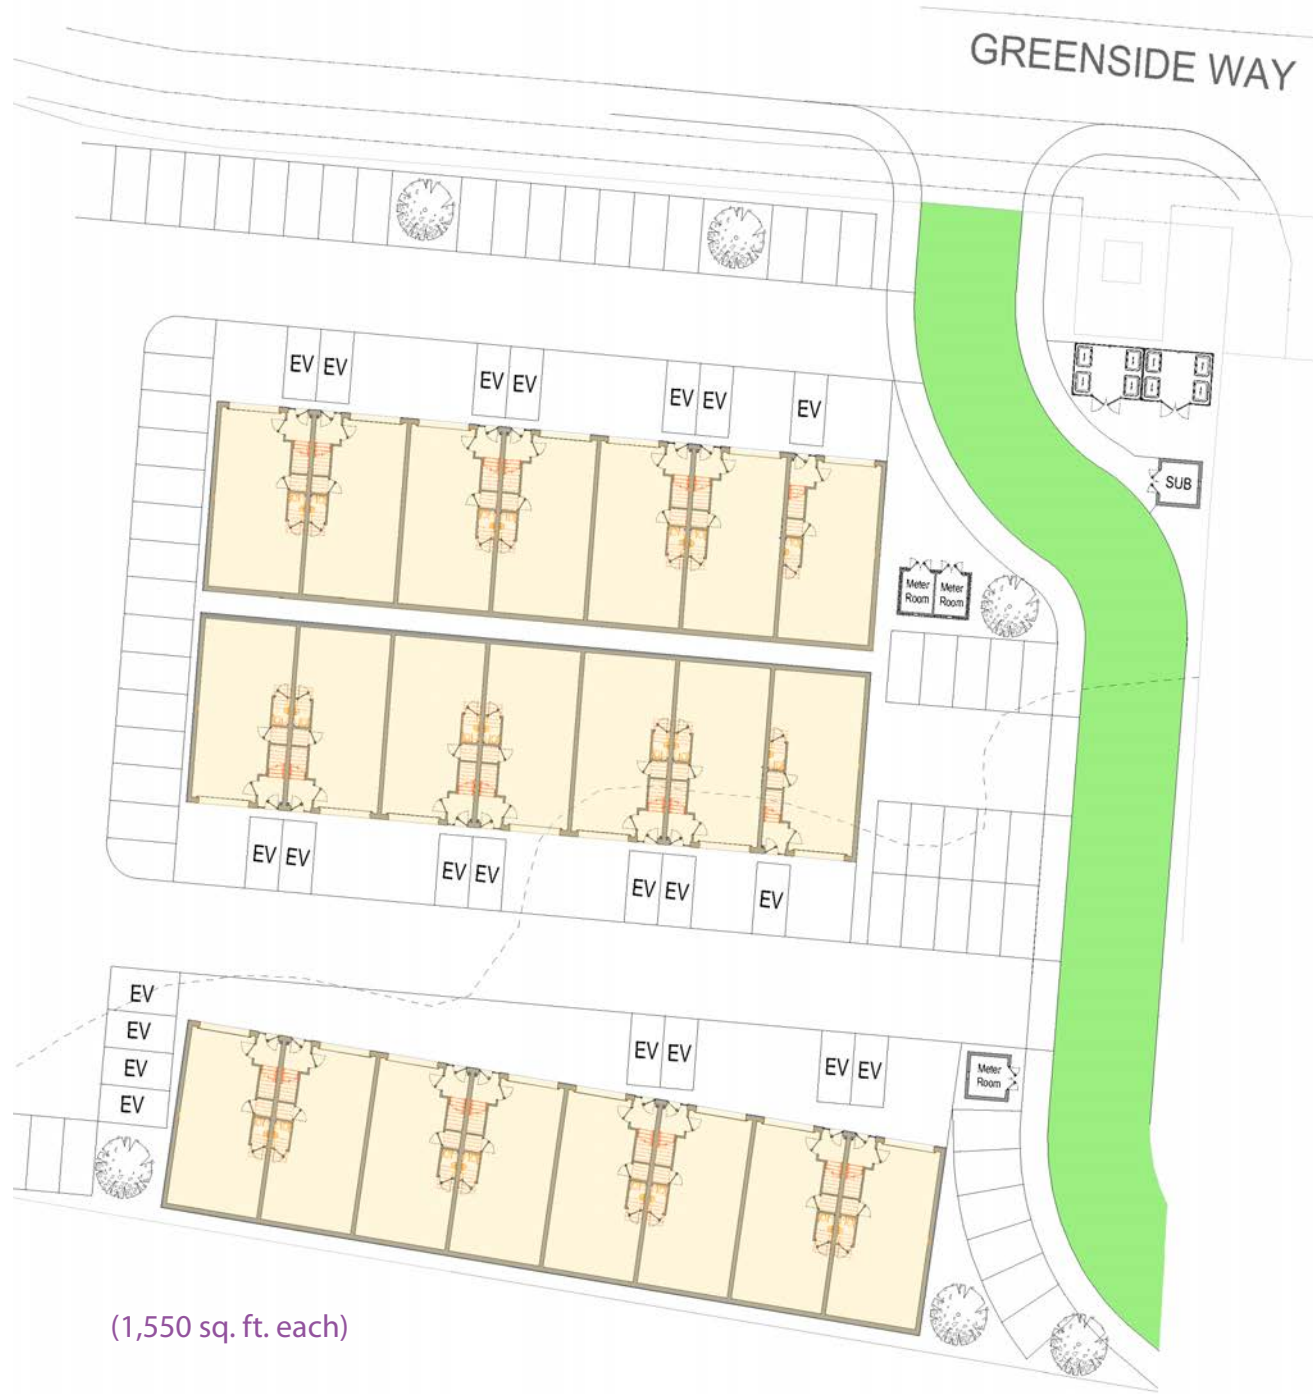 GREENSIDE WAY
EV EV EV EV EV EV EV
SUB
Meter Room Meter Room
EV EV EV EV EV EV EV
EV
EV
EV
EV
EV EV EV EV
Meter Room
(1,550 sq. ft. each)